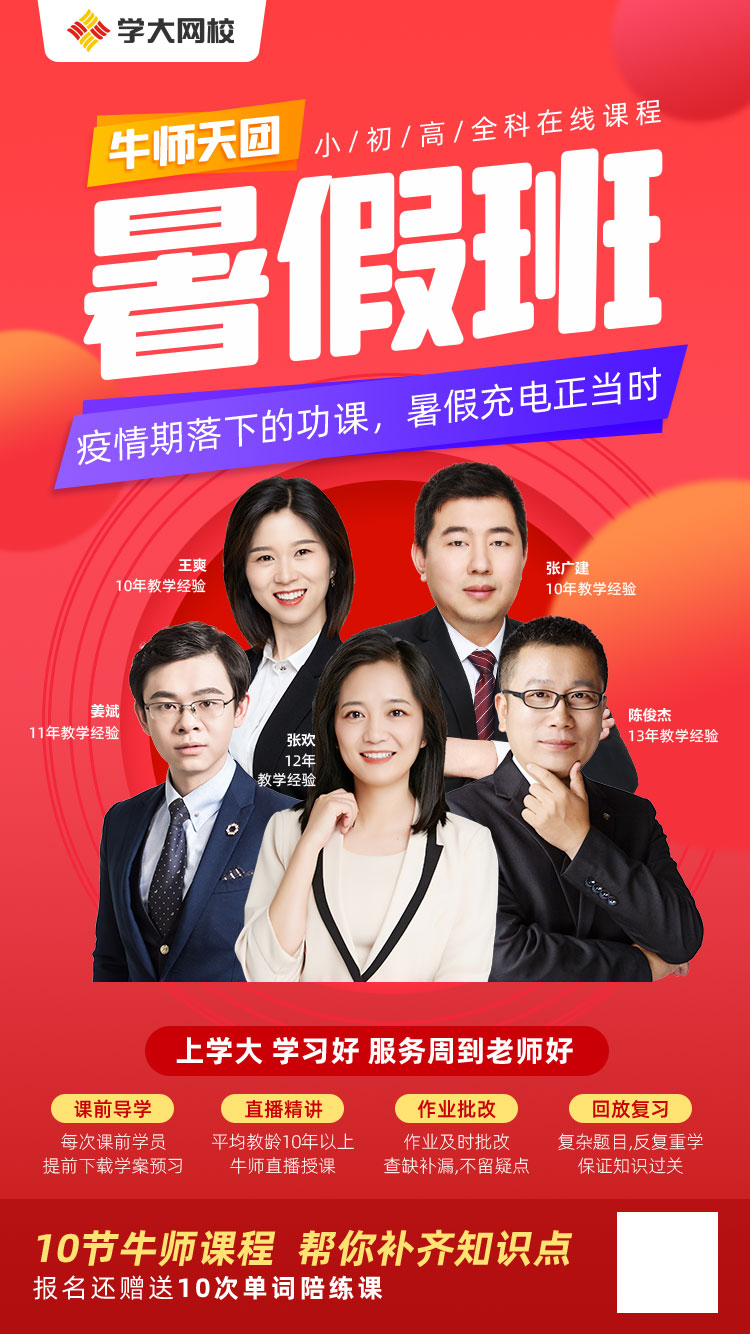 学大网校
牛师天团
小/初/高/全科在线课程
暑假班
疫情期落下的功课，暑假充电正当时
王爽
10年教学经验
张广建
10年教学经验
姜斌
11年教学经验
张欢
12年
教学经验
陈俊杰
13年教学经验
上学大 学习好 服务周到老师好
课前导学
每次课前学员
提前下载学案预习
直播精讲
平均教龄10年以上
牛师直播授课
作业批改
作业及时批改
查缺补漏,不留疑点
回放复习
复杂题目,反复重学
保证知识过关
10节牛师课程 帮你补齐知识点
报名还赠送10次单词陪练课